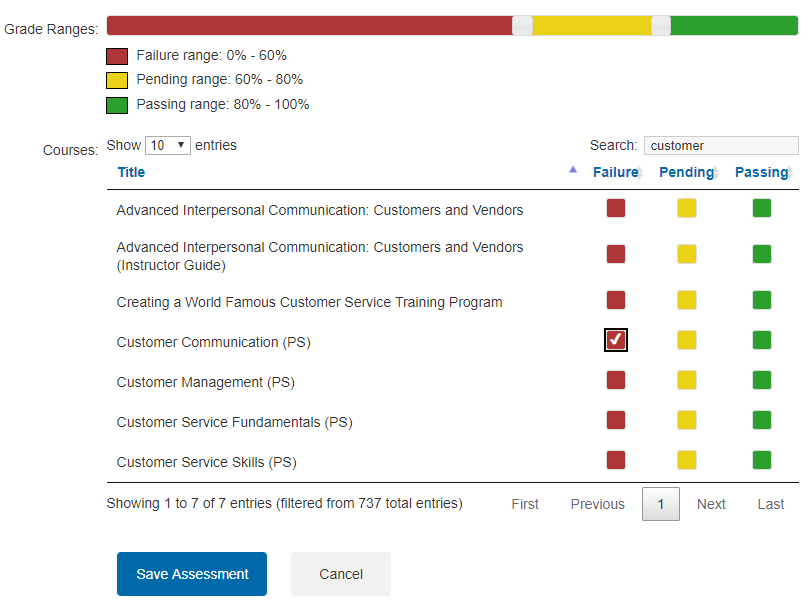 Grade Ranges:
Failure range: 0% - 60%
Pending range: 60% - 80%
Passing range: 80% - 100%
Courses: Show 10 entries Search: customer
Title Failure Pending Passing
Advanced Interpersonal Communication: Customers and Vendors
Advanced Interpersonal Communication: Customers and Vendors
(Instructor Guide)
Creating a World Famous Customer Service Training Program
Customer Communication (PS)
Customer Management (PS)
Customer Service Fundamentals (PS)
Customer Service Skills (PS)
Showing 1 to 7 of 7 entries (filtered from 737 total entries) First Previous 1 Next Last
Save Assessment Cancel